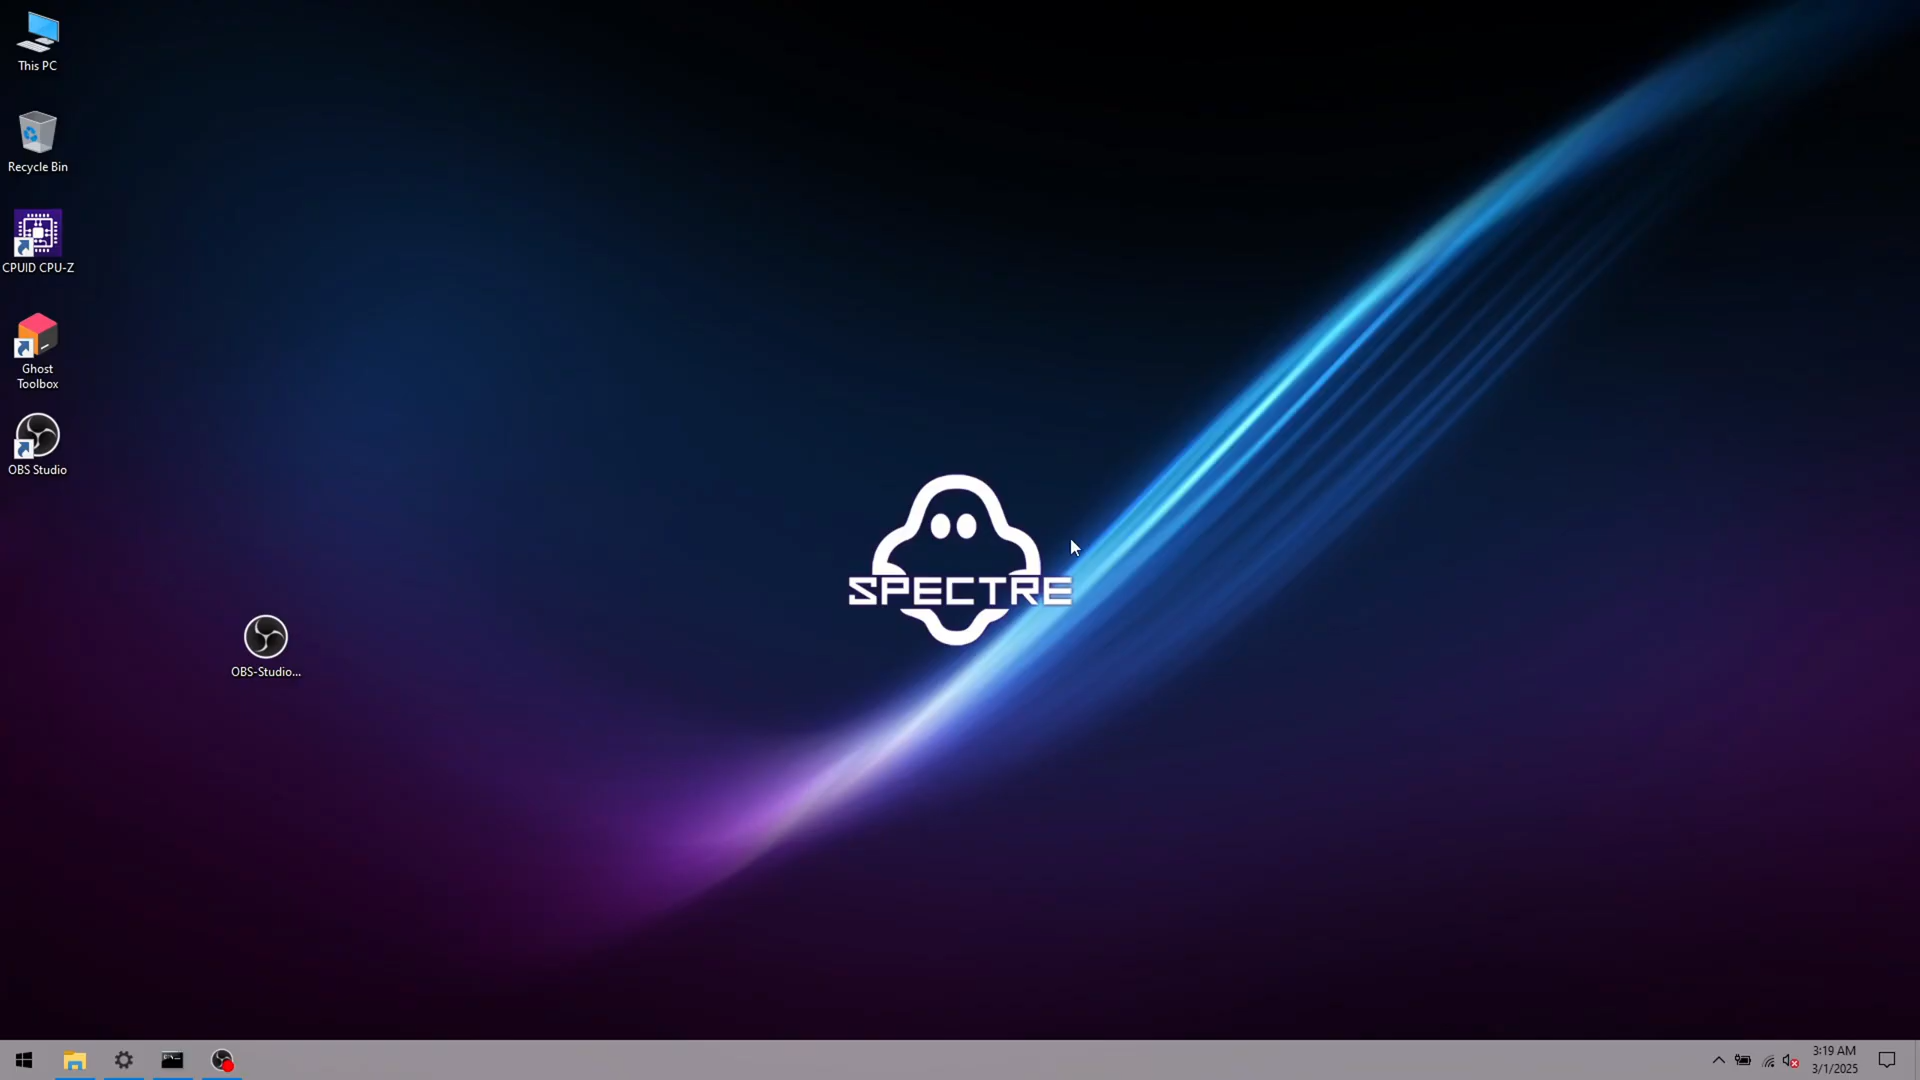 This PC
Recycle Bin
CPUID CPU-Z
Ghost
Toolbox
OBS Studio
SPECTRE
OBS-Studio...
3:19 AM
3/1/2025